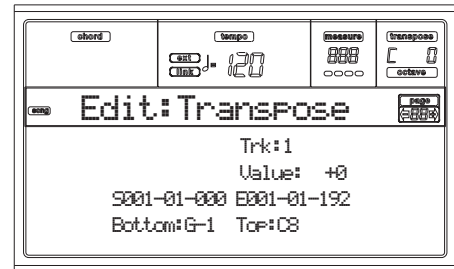 chord tempo measure transpose
ext link ♩= 120 888 C 0
octave
song Edit:Transpose page
Trk:1
Value: +0
S001-01-000 E001-01-192
Bottom:G-1 Top:C8